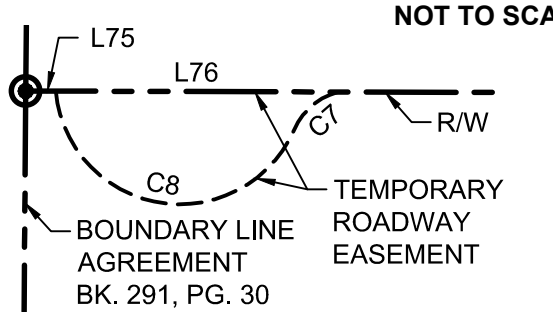 NOT TO SCA
L75
L76
R/W
C7
C8
TEMPORARY
ROADWAY
EASEMENT
BOUNDARY LINE
AGREEMENT
BK. 291, PG. 30